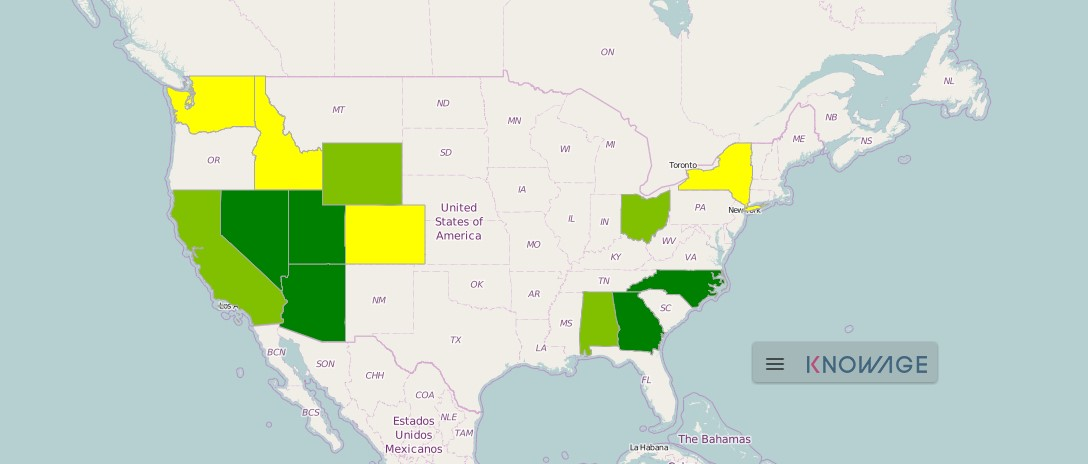 ON
NL
MT
ND
MN
NB
ME
NS
OR
SD
WI
MI
Toronto
IA
PA
New York
United
States of
America
IL
IN
MO
WV
KY
VA
OK
TN
AR
NM
SC
MS
TX
LA
BCN
SON
CHH
FL
COA
BCS
NLE
TAM
Estados
Unidos
Mexicanos
The Bahamas
La Habana
KNOWAGE